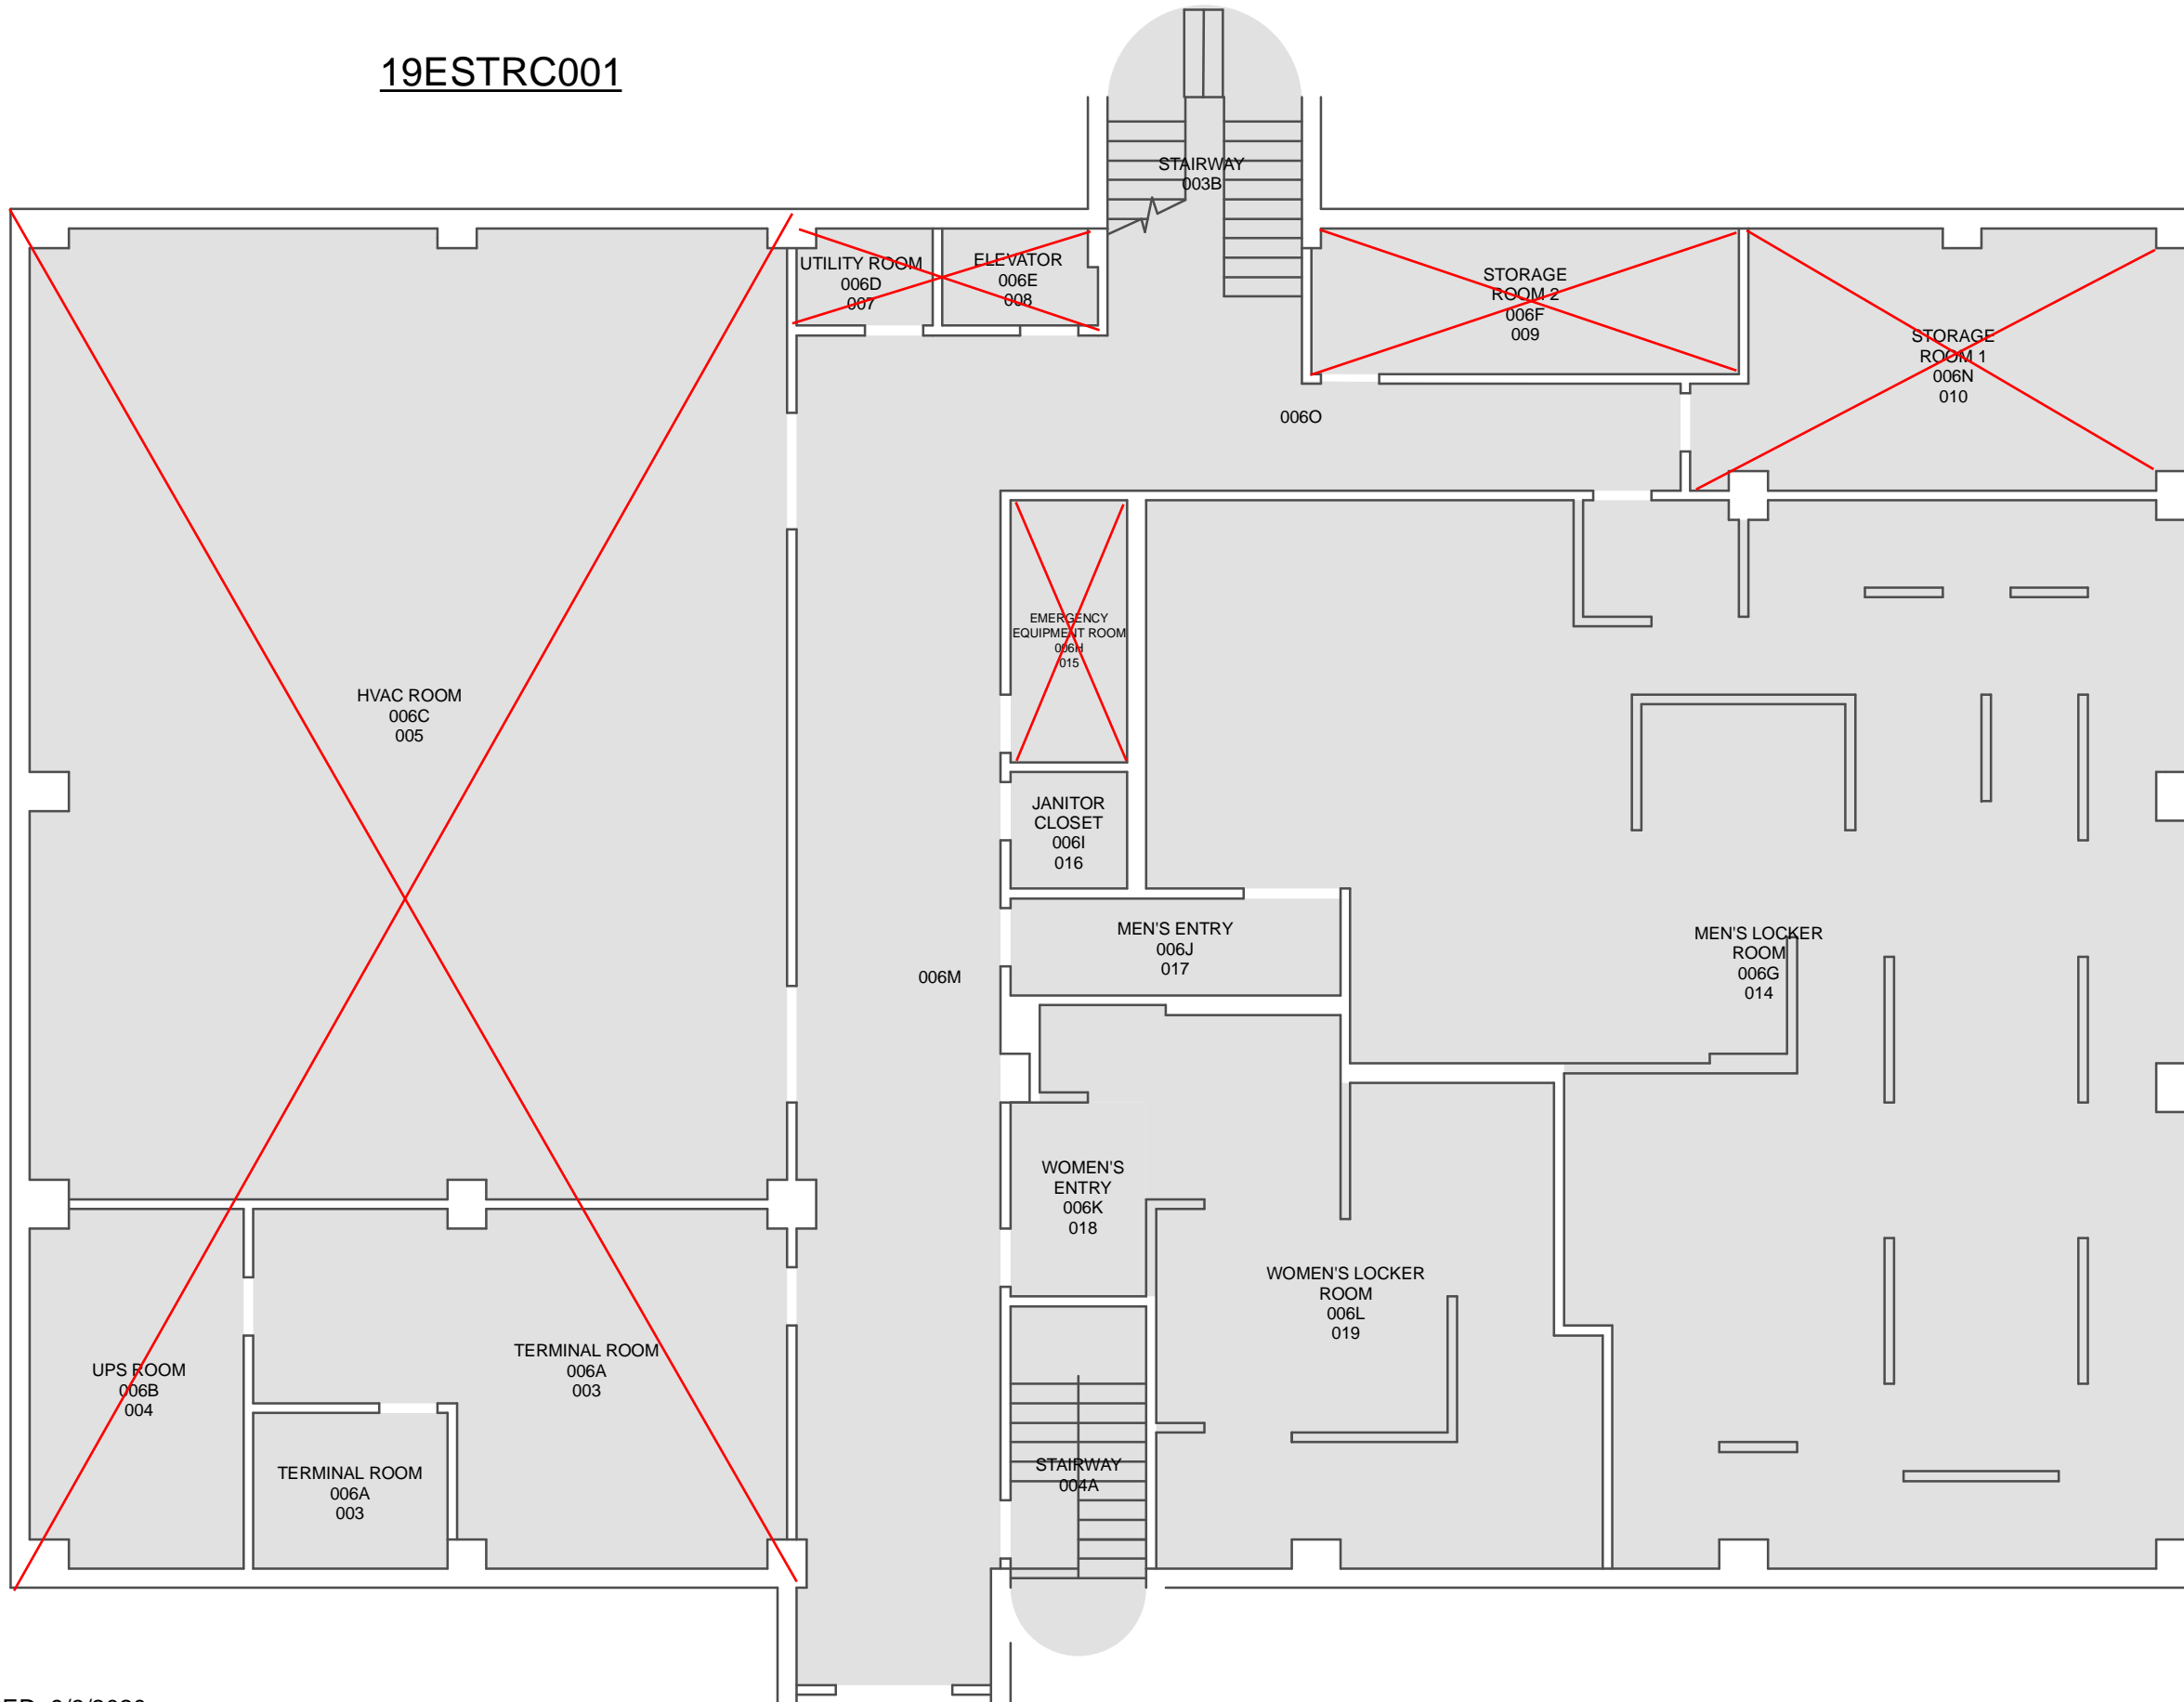 19ESTRC001
STAIRWAY
003B
UTILITY ROOM
006D
007
ELEVATOR
006E
008
STORAGE
ROOM 2
006F
009
STORAGE
ROOM 1
006N
010
006O
EMERGENCY
EQUIPMENT ROOM
006H
015
HVAC ROOM
006C
005
JANITOR
CLOSET
006I
016
MEN'S ENTRY
006J
017
MEN'S LOCKER
ROOM
006G
014
006M
WOMEN'S
ENTRY
006K
018
WOMEN'S LOCKER
ROOM
006L
019
UPS ROOM
006B
004
TERMINAL ROOM
006A
003
TERMINAL ROOM
006A
003
STAIRWAY
004A